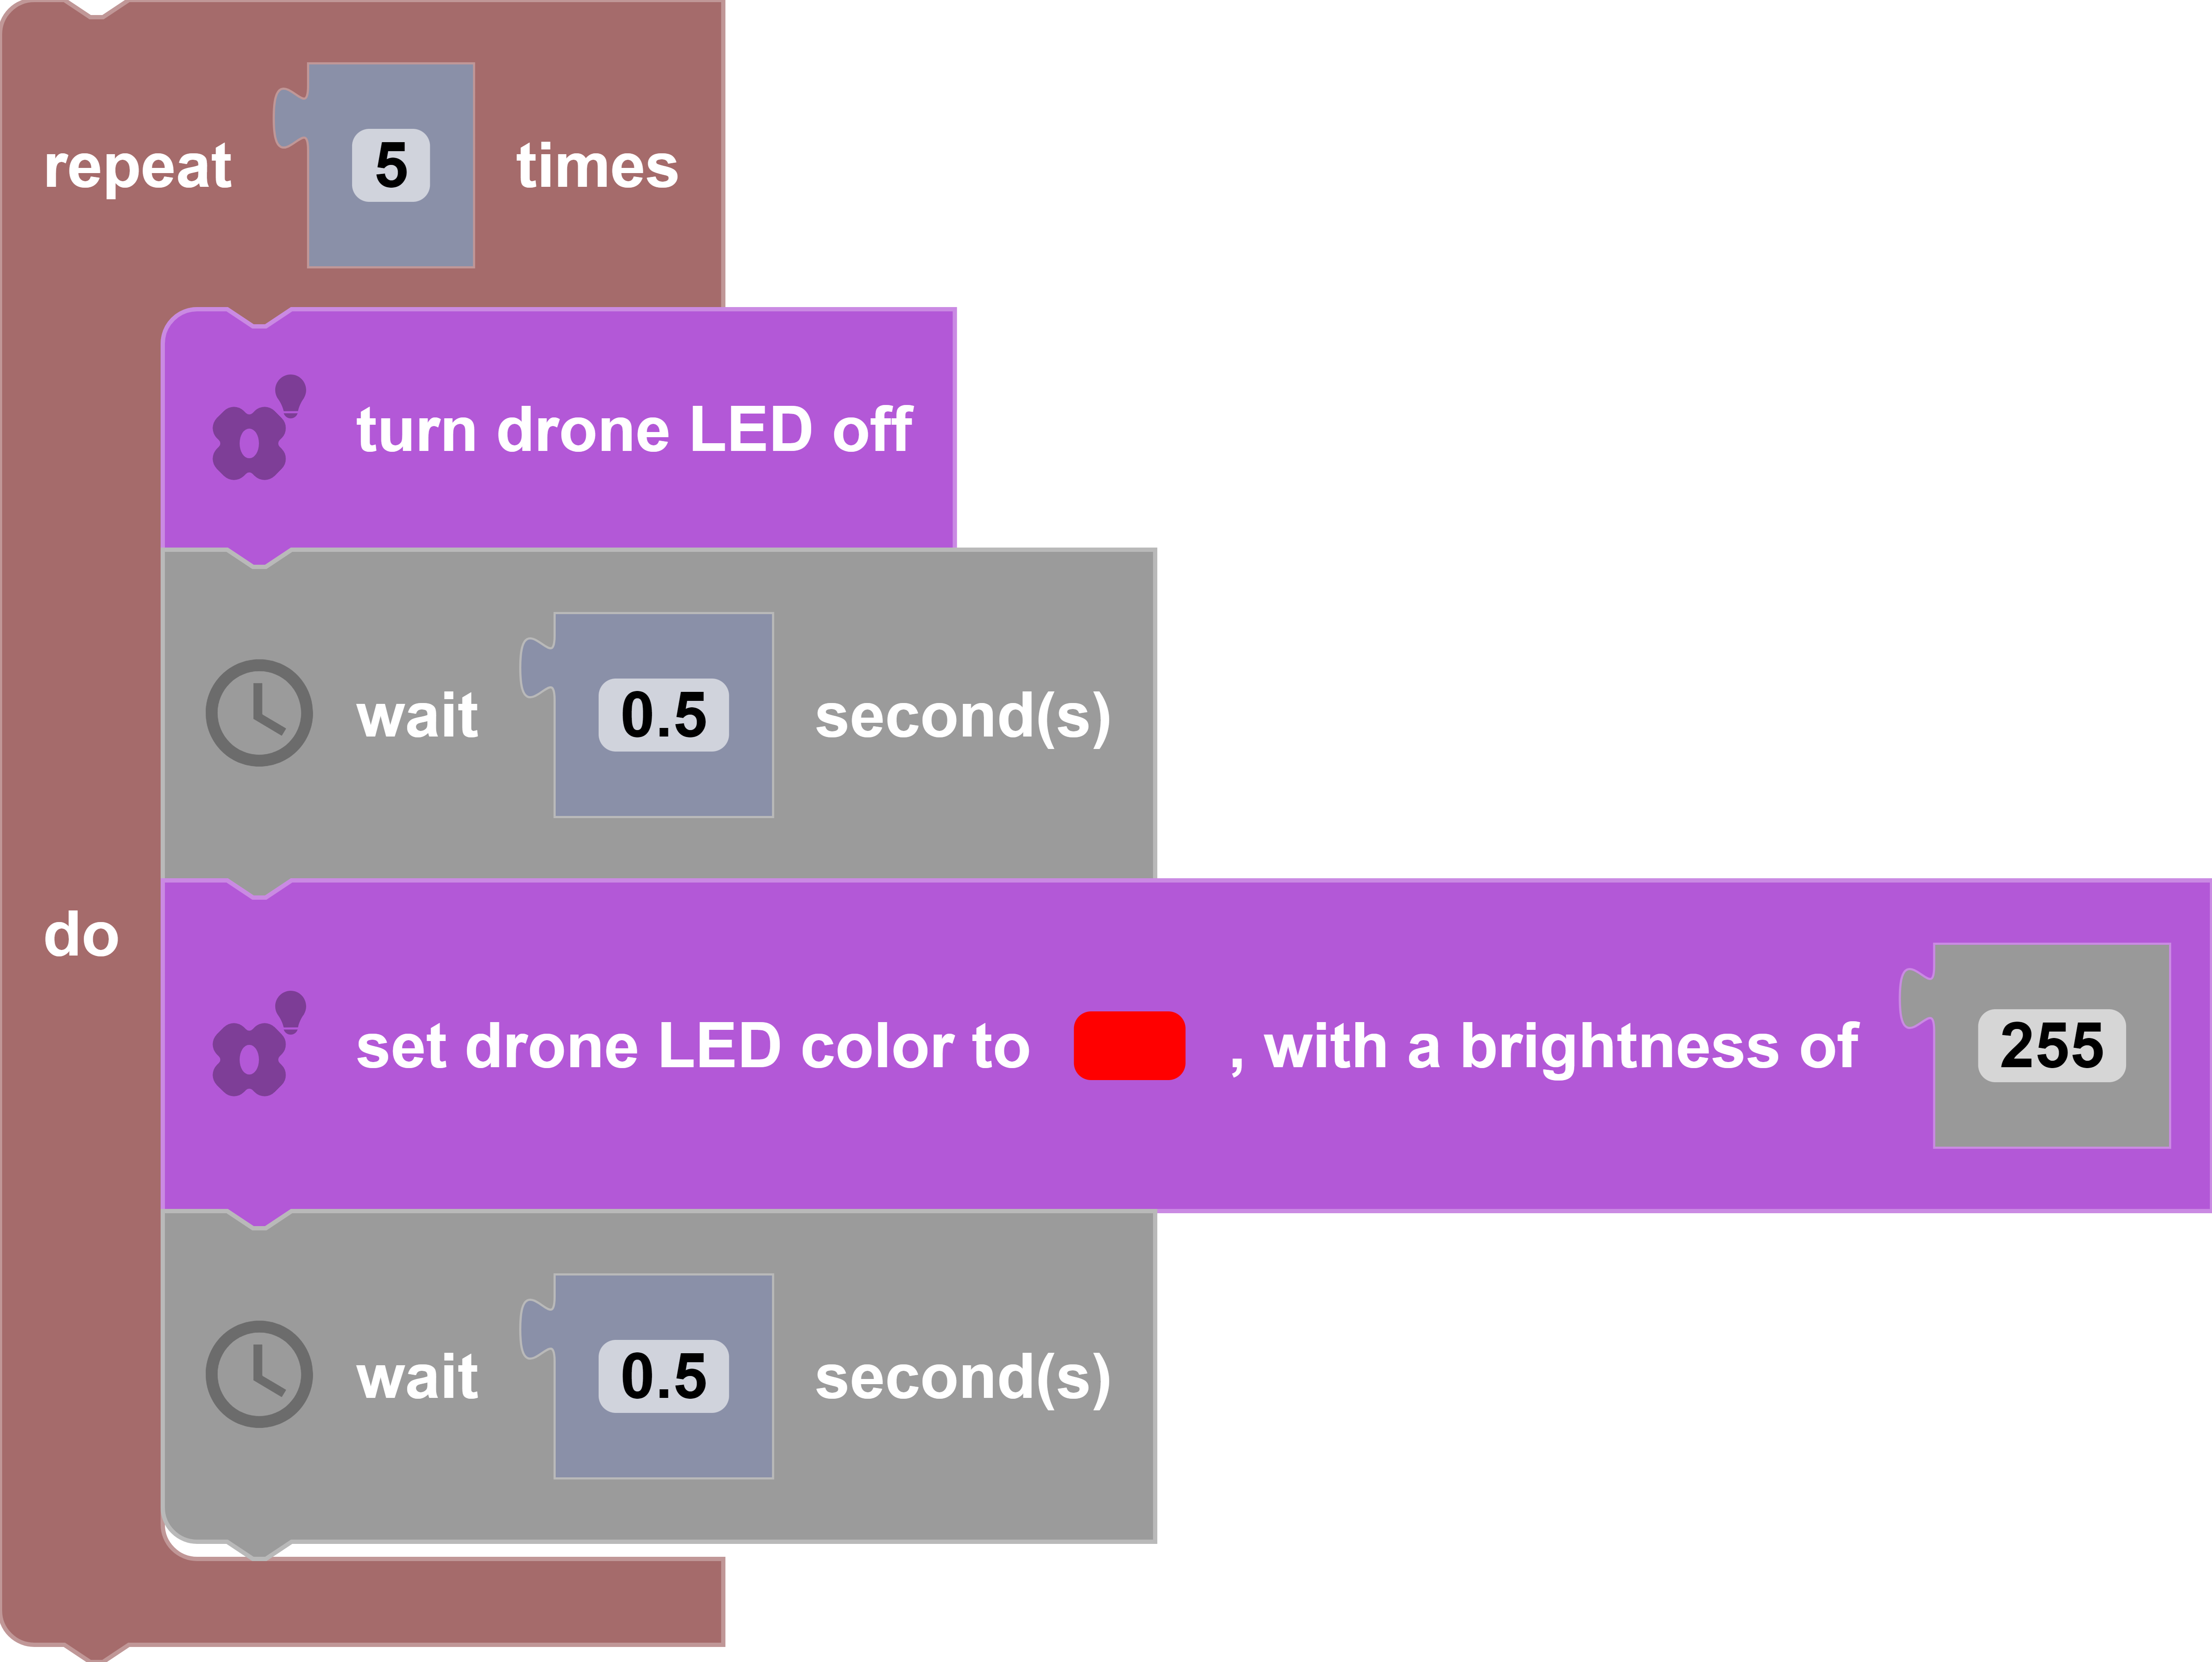 repeat 5 times
turn drone LED off
wait 0.5 second(s)
do
set drone LED color to , with a brightness of 255
wait 0.5 second(s)